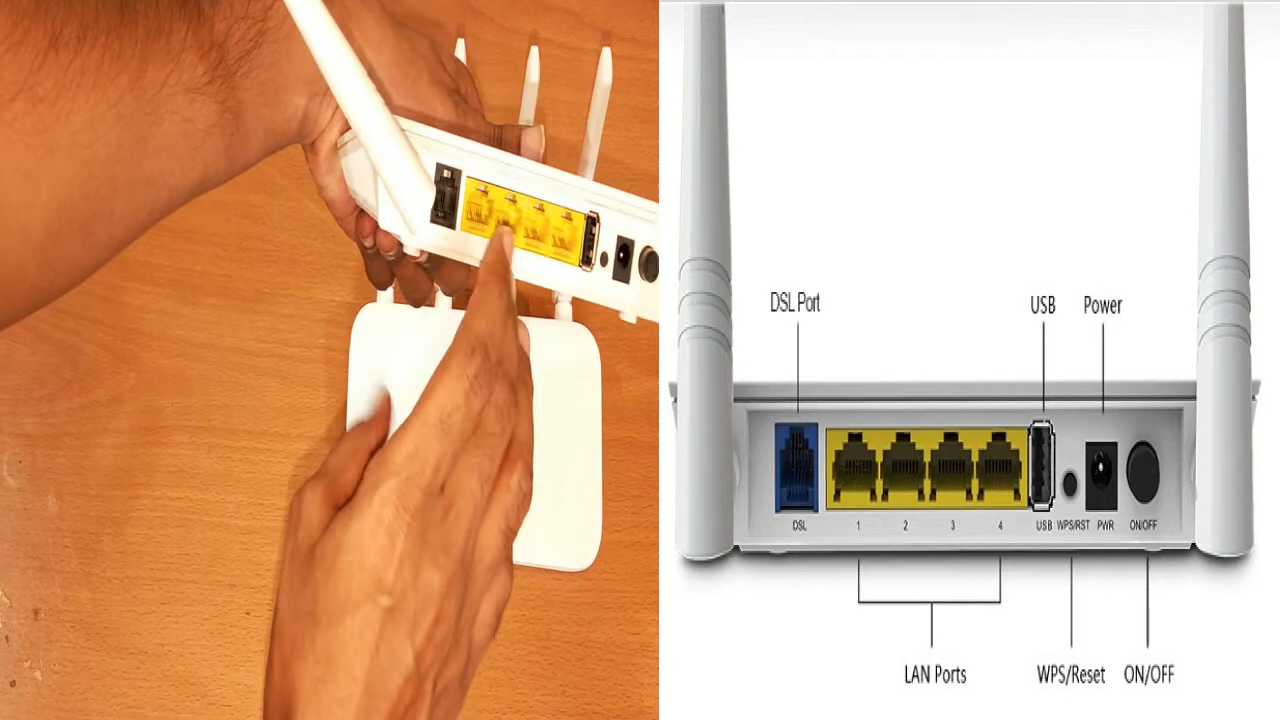 DSL Port
USB
Power
DSL
1
2
3
4
USB
WPS/RST
PWR
ON/OFF
LAN Ports
WPS/Reset
ON/OFF